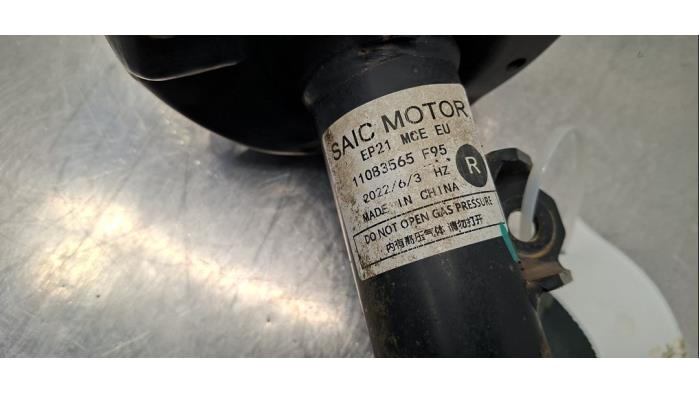 SAIC MOTOR
EP21 MCE EU
11083565 F95
2022/6/3 HZ
R
MADE IN CHINA
DO NOT OPEN GAS PRESSURE
内有高压气体 请勿打开